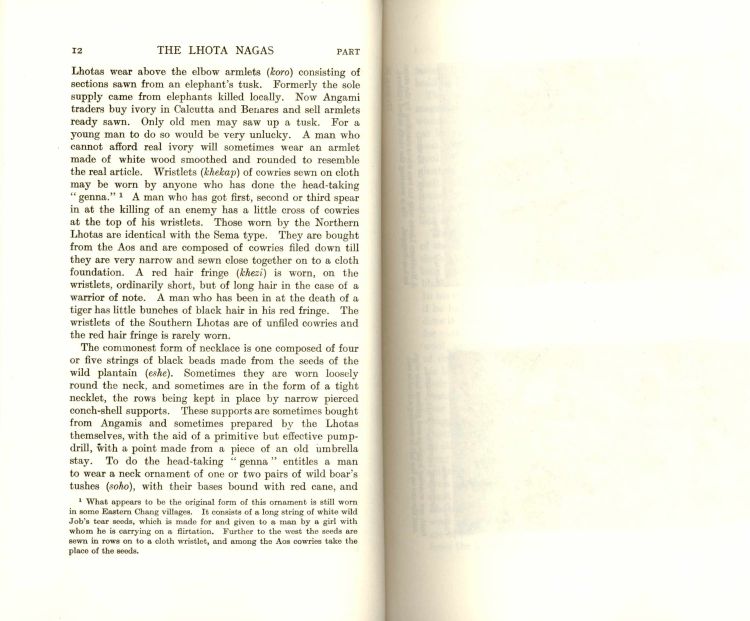 12 THE LHOTA NAGAS PART
Lhotas wear above the elbow armlets (koro) consisting of
sections sawn from an elephant's tusk. Formerly the sole
supply came from elephants killed locally. Now Angami
traders buy ivory in Calcutta and Benares and sell armlets
ready sawn. Only old men may saw up a tusk. For a
young man to do so would be very unlucky. A man who
cannot afford real ivory will sometimes wear an armlet
made of white wood smoothed and rounded to resemble
the real article. Wristlets (khekap) of cowries sewn on cloth
may be worn by anyone who has done the head-taking
"genna." ¹ A man who has got first, second or third spear
in at the killing of an enemy has a little cross of cowries
at the top of his wristlets. Those worn by the Northern
Lhotas are identical with the Sema type. They are bought
from the Aos and are composed of cowries filed down till
they are very narrow and sewn close together on to a cloth
foundation. A red hair fringe (khezi) is worn, on the
wristlets, ordinarily short, but of long hair in the case of a
warrior of note. A man who has been in at the death of a
tiger has little bunches of black hair in his red fringe. The
wristlets of the Southern Lhotas are of unfiled cowries and
the red hair fringe is rarely worn.
The commonest form of necklace is one composed of four
or five strings of black beads made from the seeds of the
wild plantain (eshe). Sometimes they are worn loosely
round the neck, and sometimes are in the form of a tight
necklet, the rows being kept in place by narrow pierced
conch-shell supports. These supports are sometimes bought
from Angamis and sometimes prepared by the Lhotas
themselves, with the aid of a primitive but effective pump-
drill, with a point made from a piece of an old umbrella
stay. To do the head-taking "genna" entitles a man
to wear a neck ornament of one or two pairs of wild boar's
tushes (soho), with their bases bound with red cane, and
¹ What appears to be the original form of this ornament is still worn
in some Eastern Chang villages. It consists of a long string of white wild
Job's tear seeds, which is made for and given to a man by a girl with
whom he is carrying on a flirtation. Further to the west the seeds are
sewn in rows on to a cloth wristlet, and among the Aos cowries take the
place of the seeds.